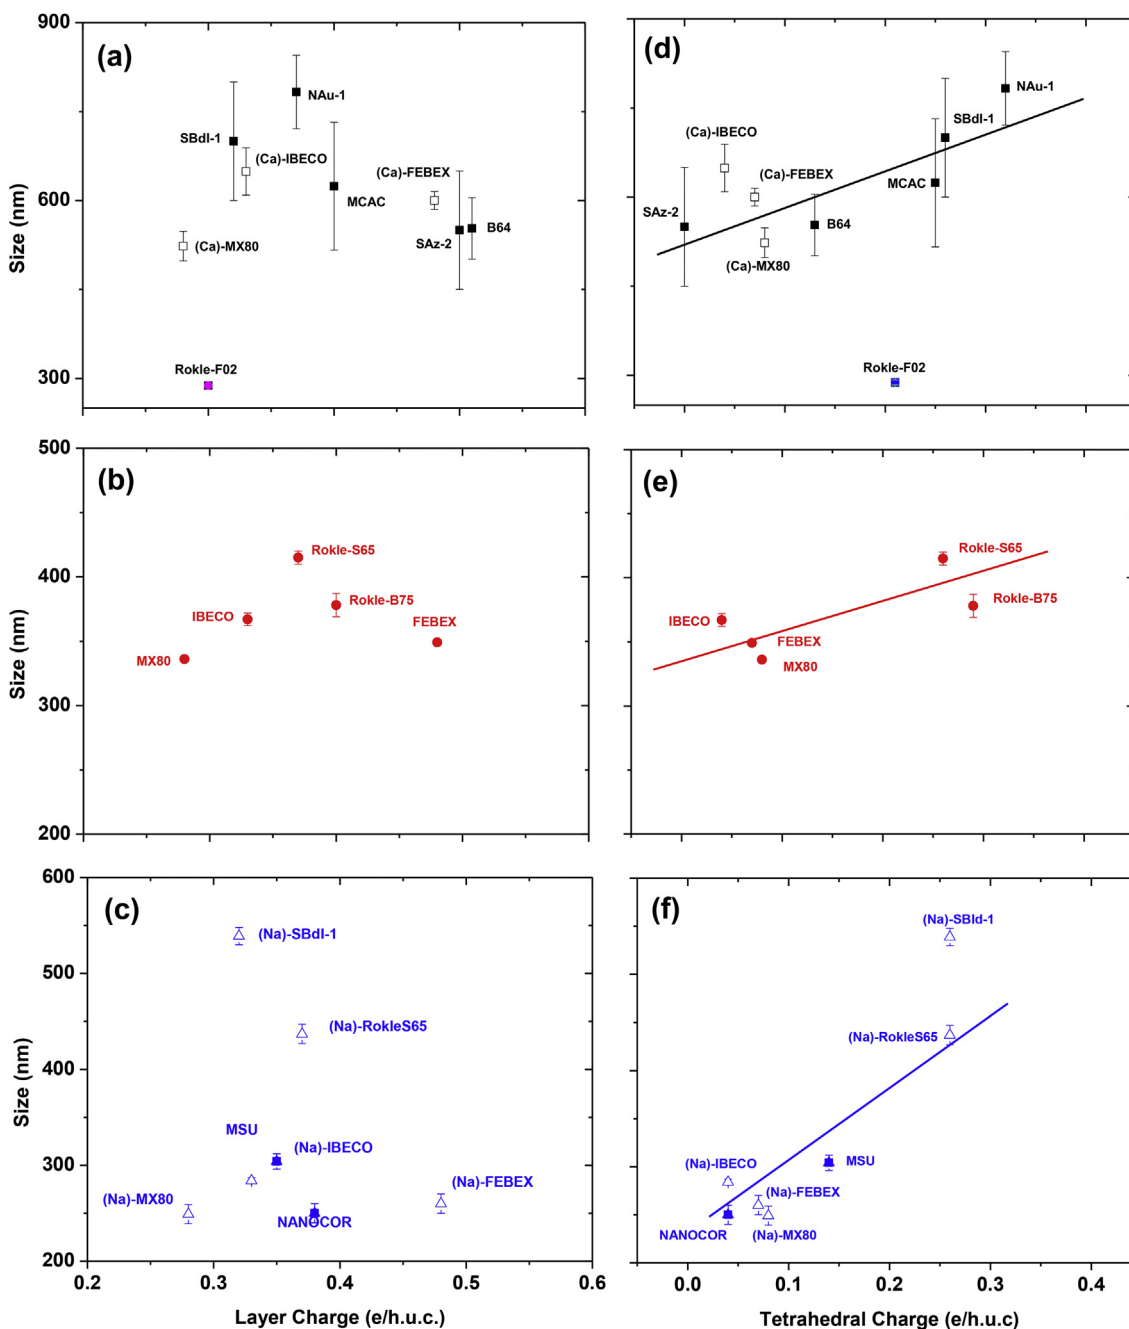 900
600
300
Size (nm)
(a)
NAu-1
SBdl-1
(Ca)-IBECO
(Ca)-FEBEX
MCAC
(Ca)-MX80
SAz-2
B64
Rokle-F02
(d)
NAu-1
SBdl-1
(Ca)-IBECO
(Ca)-FEBEX
MCAC
SAz-2
B64
(Ca)-MX80
Rokle-F02
500
400
300
200
Size (nm)
(b)
Rokle-S65
Rokle-B75
IBECO
FEBEX
MX80
(e)
Rokle-S65
Rokle-B75
IBECO
FEBEX
MX80
600
500
400
300
200
Size (nm)
(c)
(Na)-SBdl-1
(Na)-RokleS65
MSU
(Na)-IBECO
(Na)-MX80
(Na)-FEBEX
NANOCOR
0.2 0.3 0.4 0.5 0.6
Layer Charge (e/h.u.c.)
(f)
(Na)-SBld-1
(Na)-RokleS65
(Na)-IBECO
MSU
(Na)-FEBEX
NANOCOR
(Na)-MX80
0.0 0.1 0.2 0.3 0.4
Tetrahedral Charge (e/h.u.c)